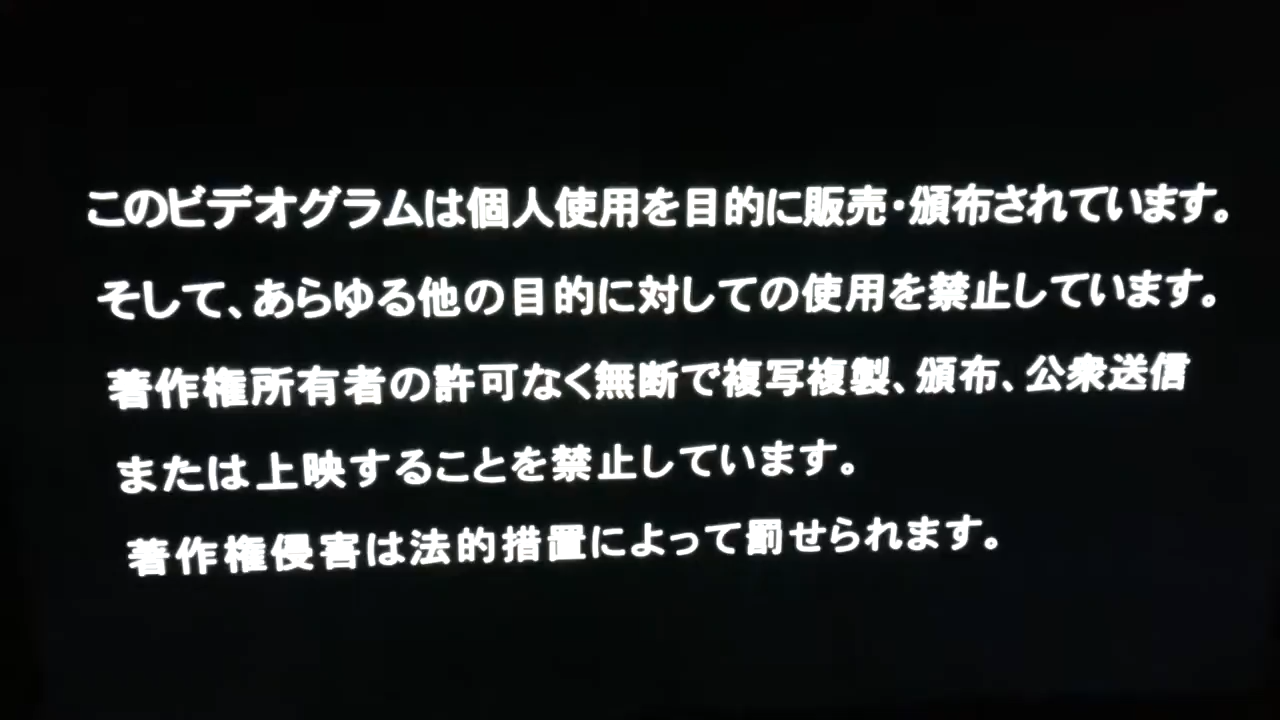 このビデオグラムは個人使用を目的に販売・頒布されています。
そして、あらゆる他の目的に対しての使用を禁止しています。
著作権所有者の許可なく無断で複写複製、頒布、公衆送信
または上映することを禁止しています。
著作権侵害は法的措置によって罰せられます。